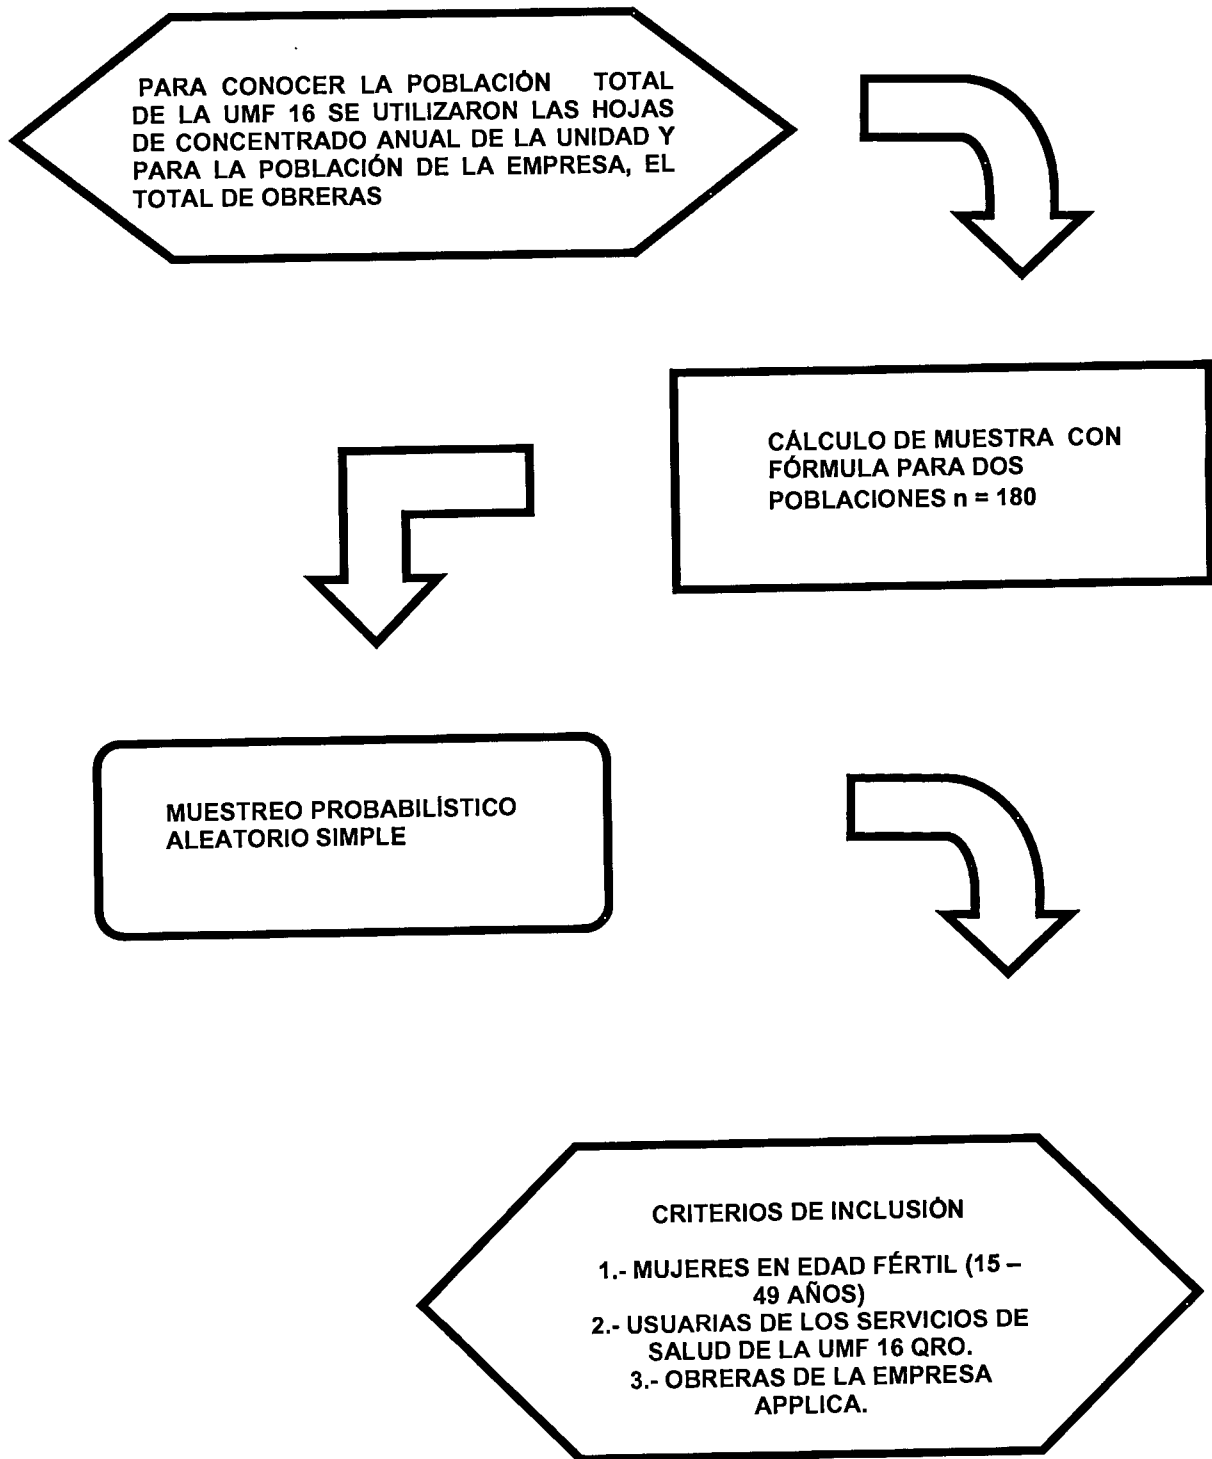 PARA CONOCER LA POBLACIÓN TOTAL
DE LA UMF 16 SE UTILIZARON LAS HOJAS
DE CONCENTRADO ANUAL DE LA UNIDAD Y
PARA LA POBLACIÓN DE LA EMPRESA, EL
TOTAL DE OBRERAS
CÁLCULO DE MUESTRA CON
FÓRMULA PARA DOS
POBLACIONES n = 180
MUESTREO PROBABILÍSTICO
ALEATORIO SIMPLE
CRITERIOS DE INCLUSIÓN
1.- MUJERES EN EDAD FÉRTIL (15 –
49 AÑOS)
2.- USUARIAS DE LOS SERVICIOS DE
SALUD DE LA UMF 16 QRO.
3.- OBRERAS DE LA EMPRESA
APPLICA.